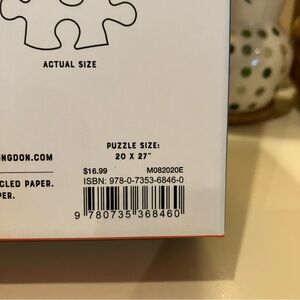 ACTUAL SIZE
PUZZLE SIZE:
20 X 27"
NGDON.COM
$16.99 M082020E
CLED PAPER.
ISBN: 978-0-7353-6846-0
PER.
9 780735 368460